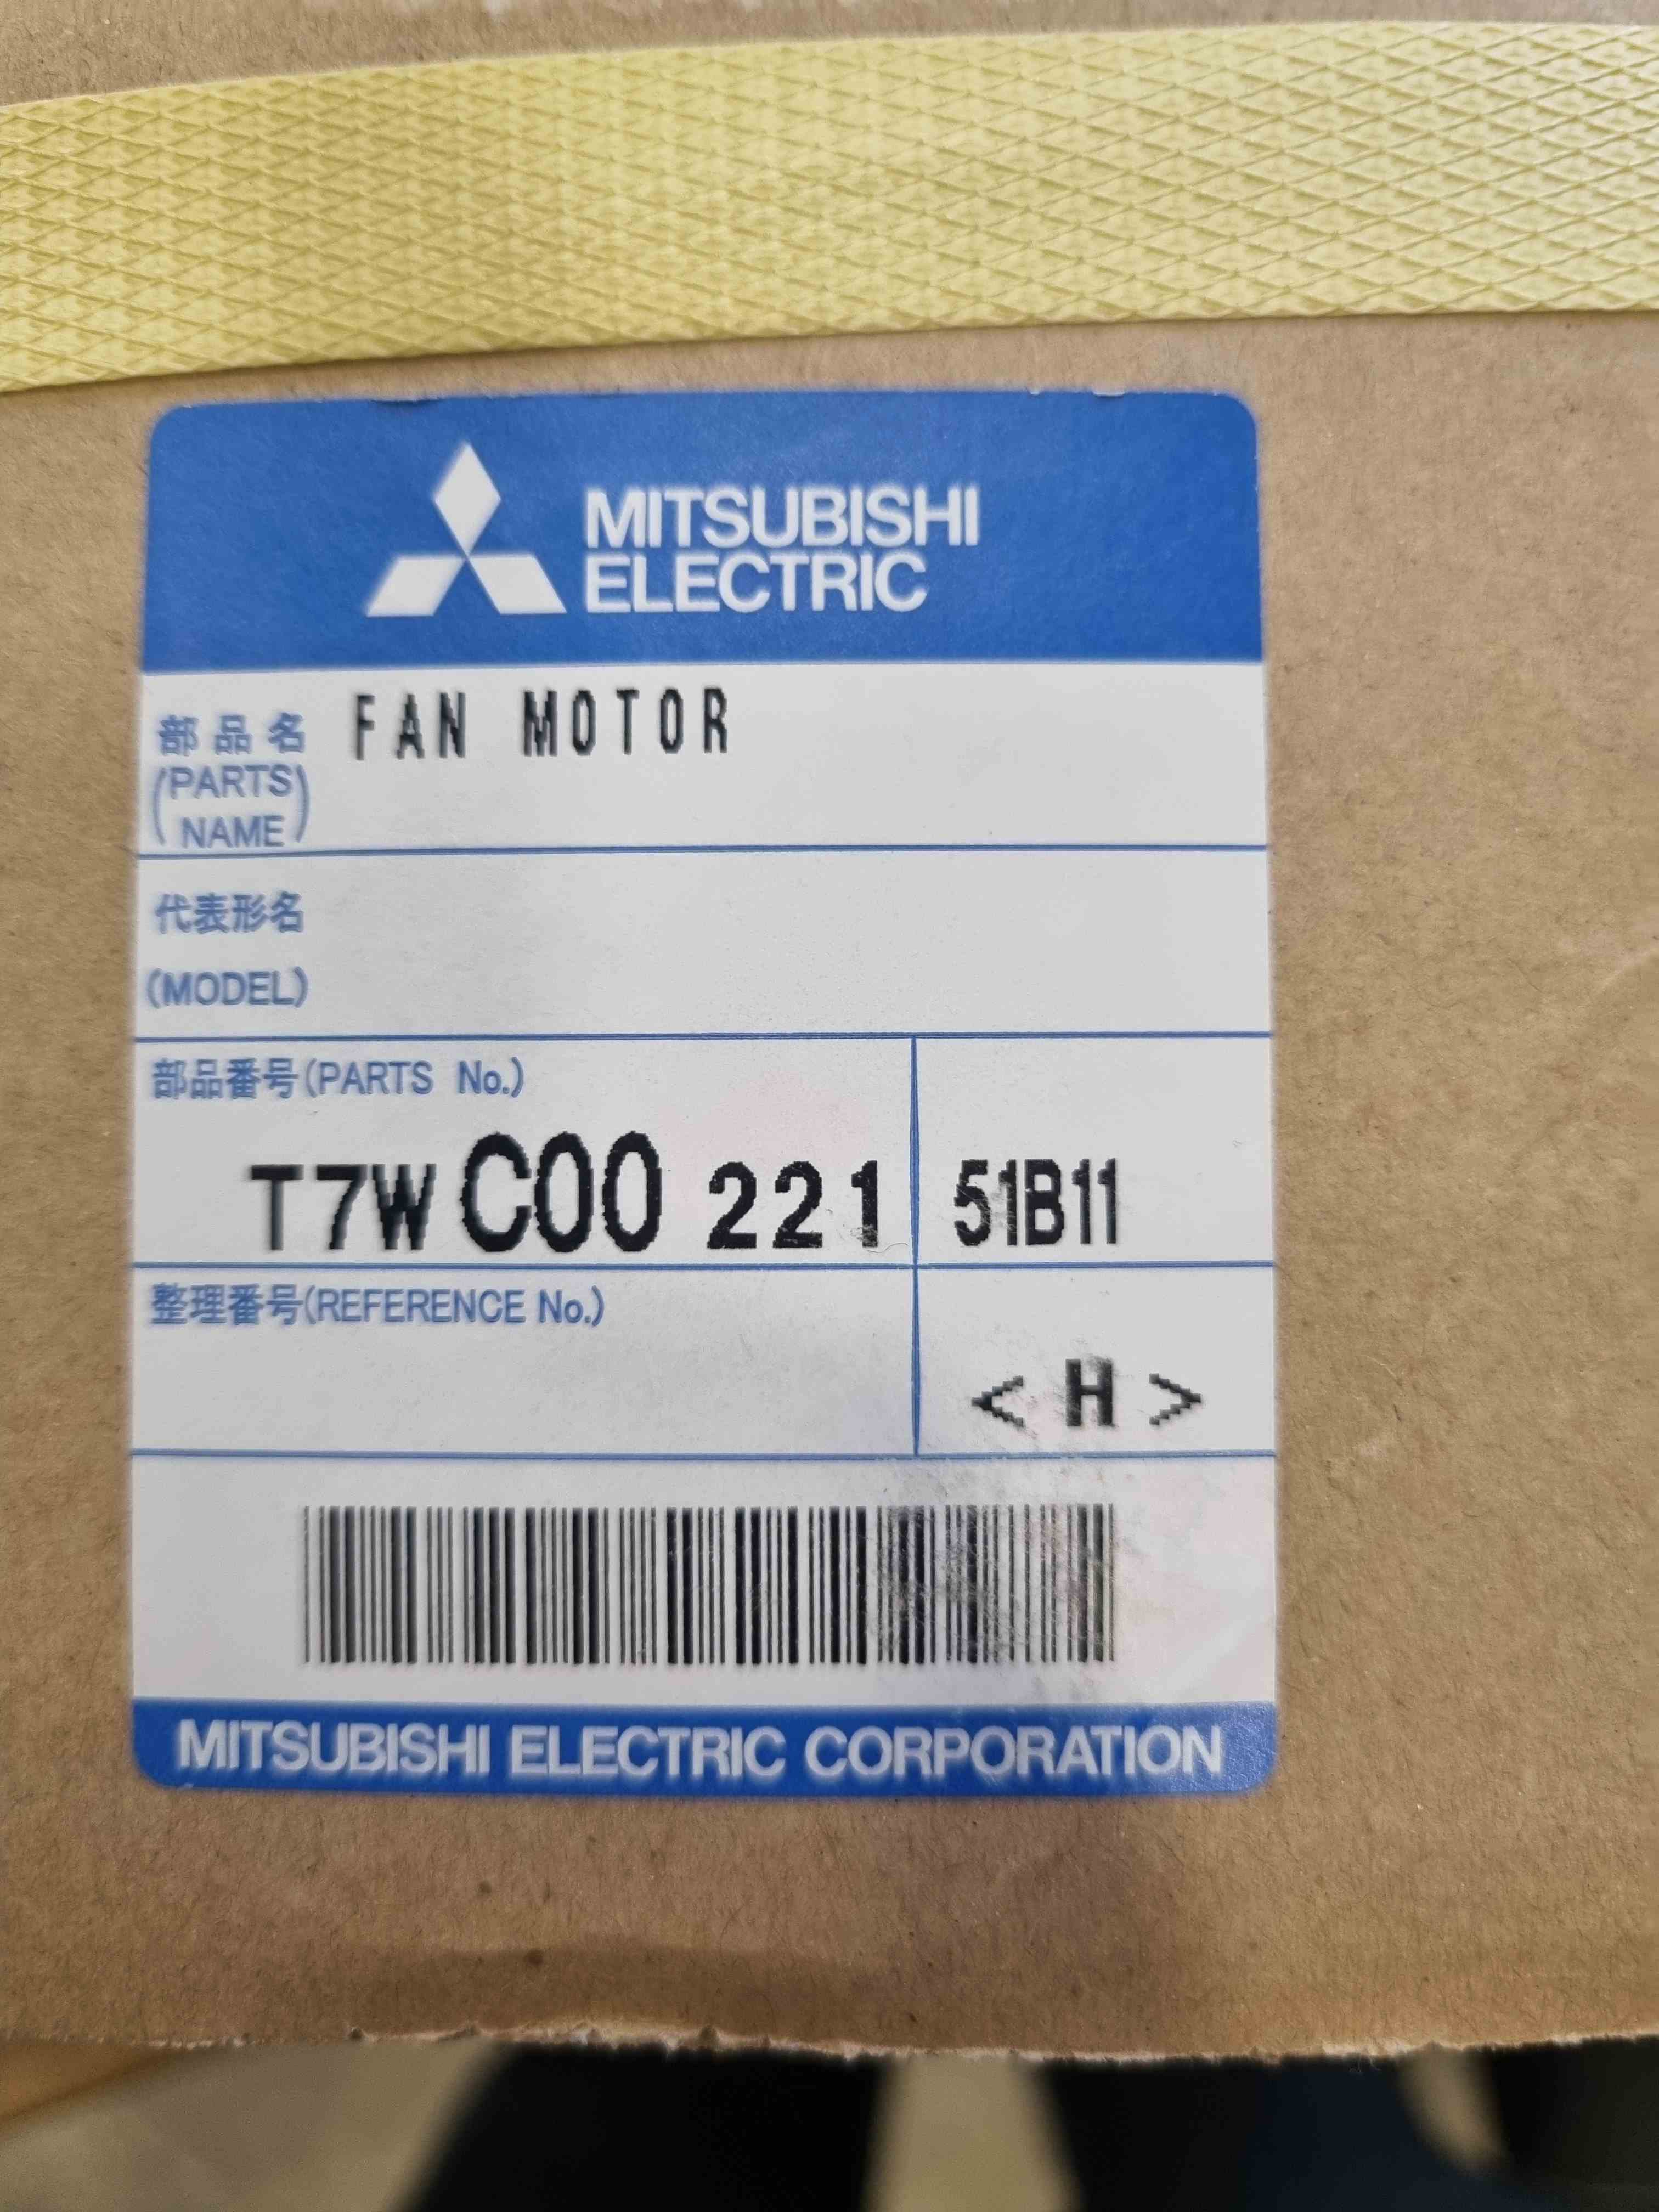 MITSUBISHI
ELECTRIC
部品名 FAN MOTOR
(PARTS
NAME)
代表形名
(MODEL)
部品番号(PARTS No.)
T7W C00 221 51B11
整理番号(REFERENCE No.)
< H >
MITSUBISHI ELECTRIC CORPORATION